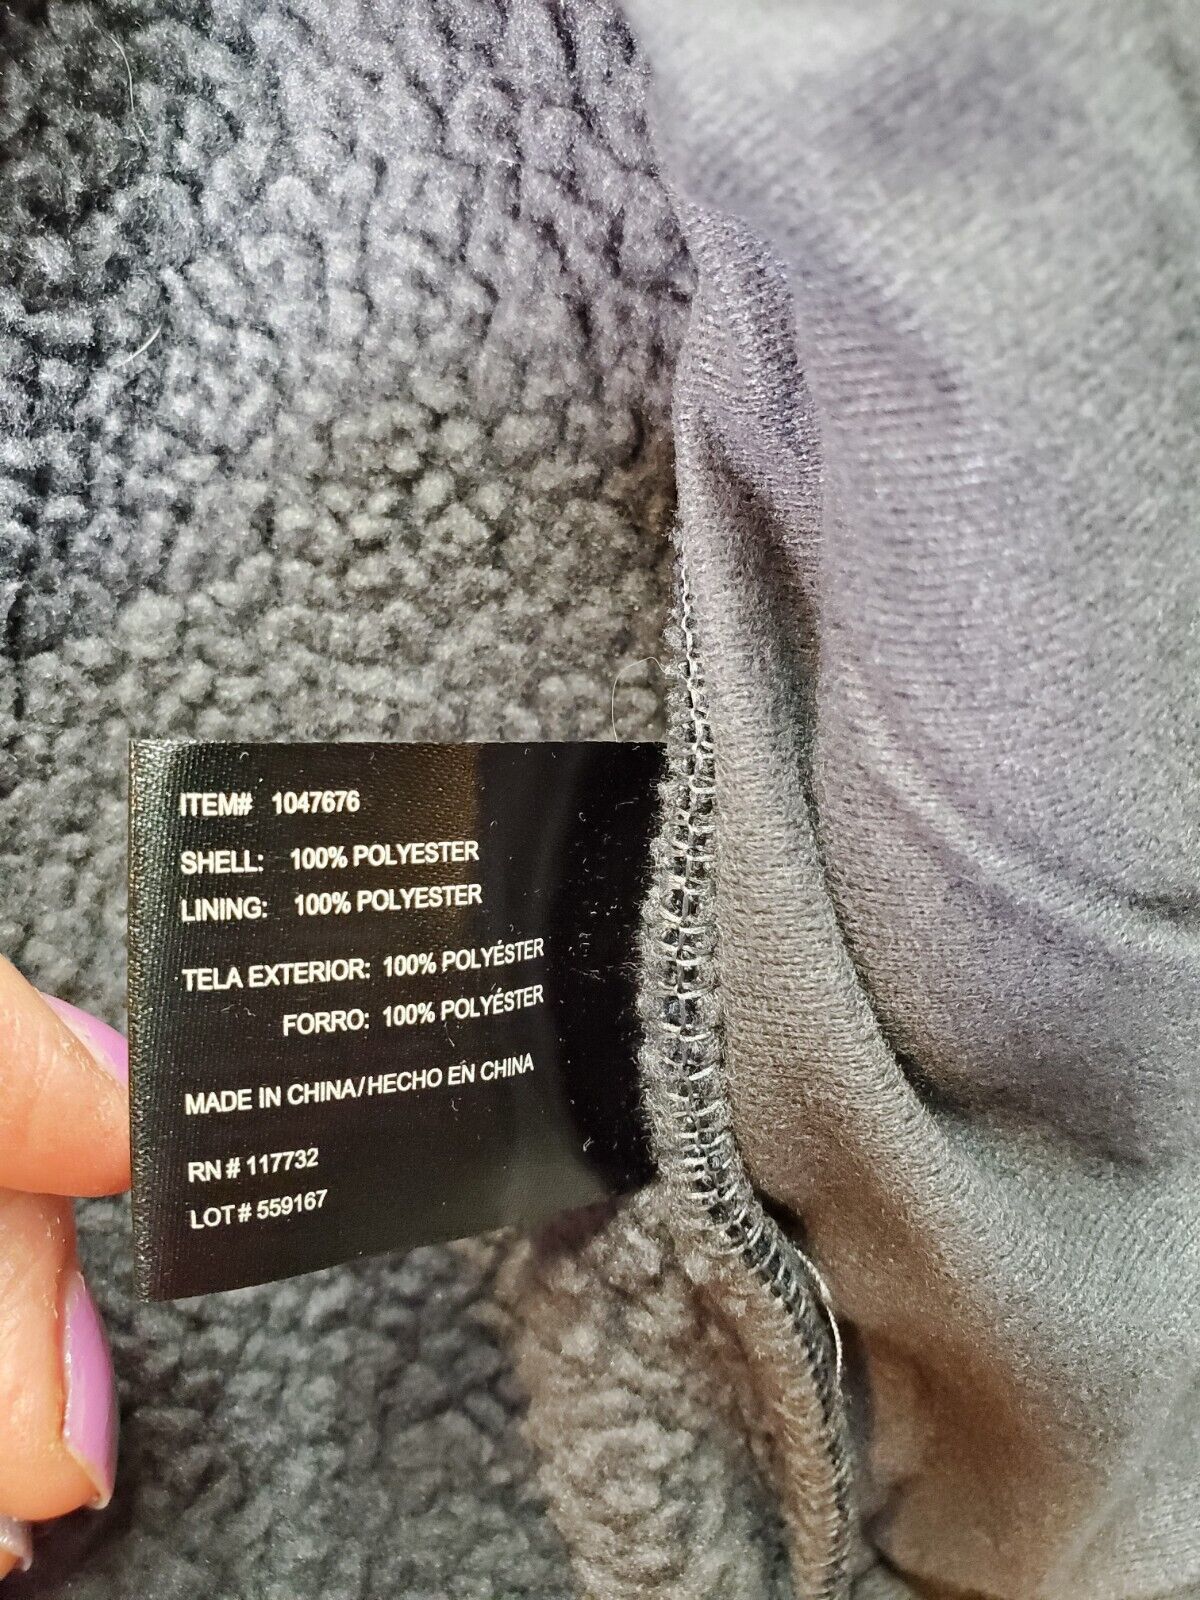 ITEM# 1047676
SHELL: 100% POLYESTER
LINING: 100% POLYESTER
TELA EXTERIOR: 100% POLYÉSTER
FORRO: 100% POLYÉSTER
MADE IN CHINA/HECHO EN CHINA
RN # 117732
LOT # 559167